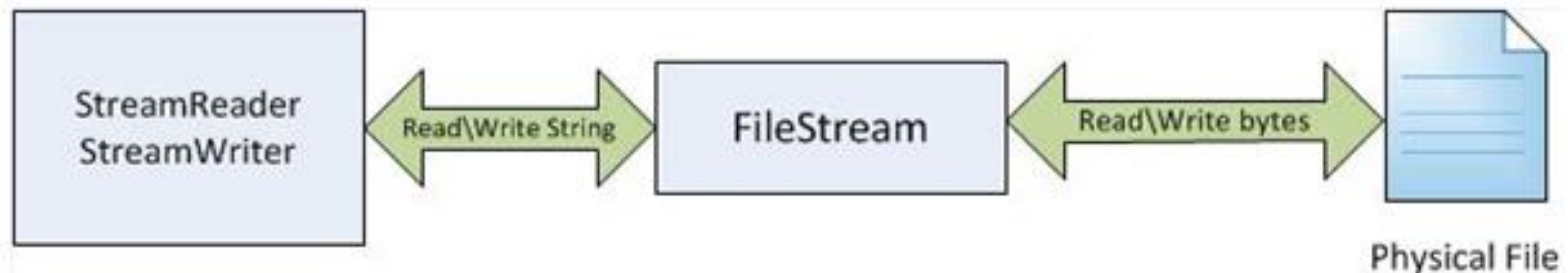 StreamReader
StreamWriter
Read\Write String
FileStream
Read\Write bytes
Physical File